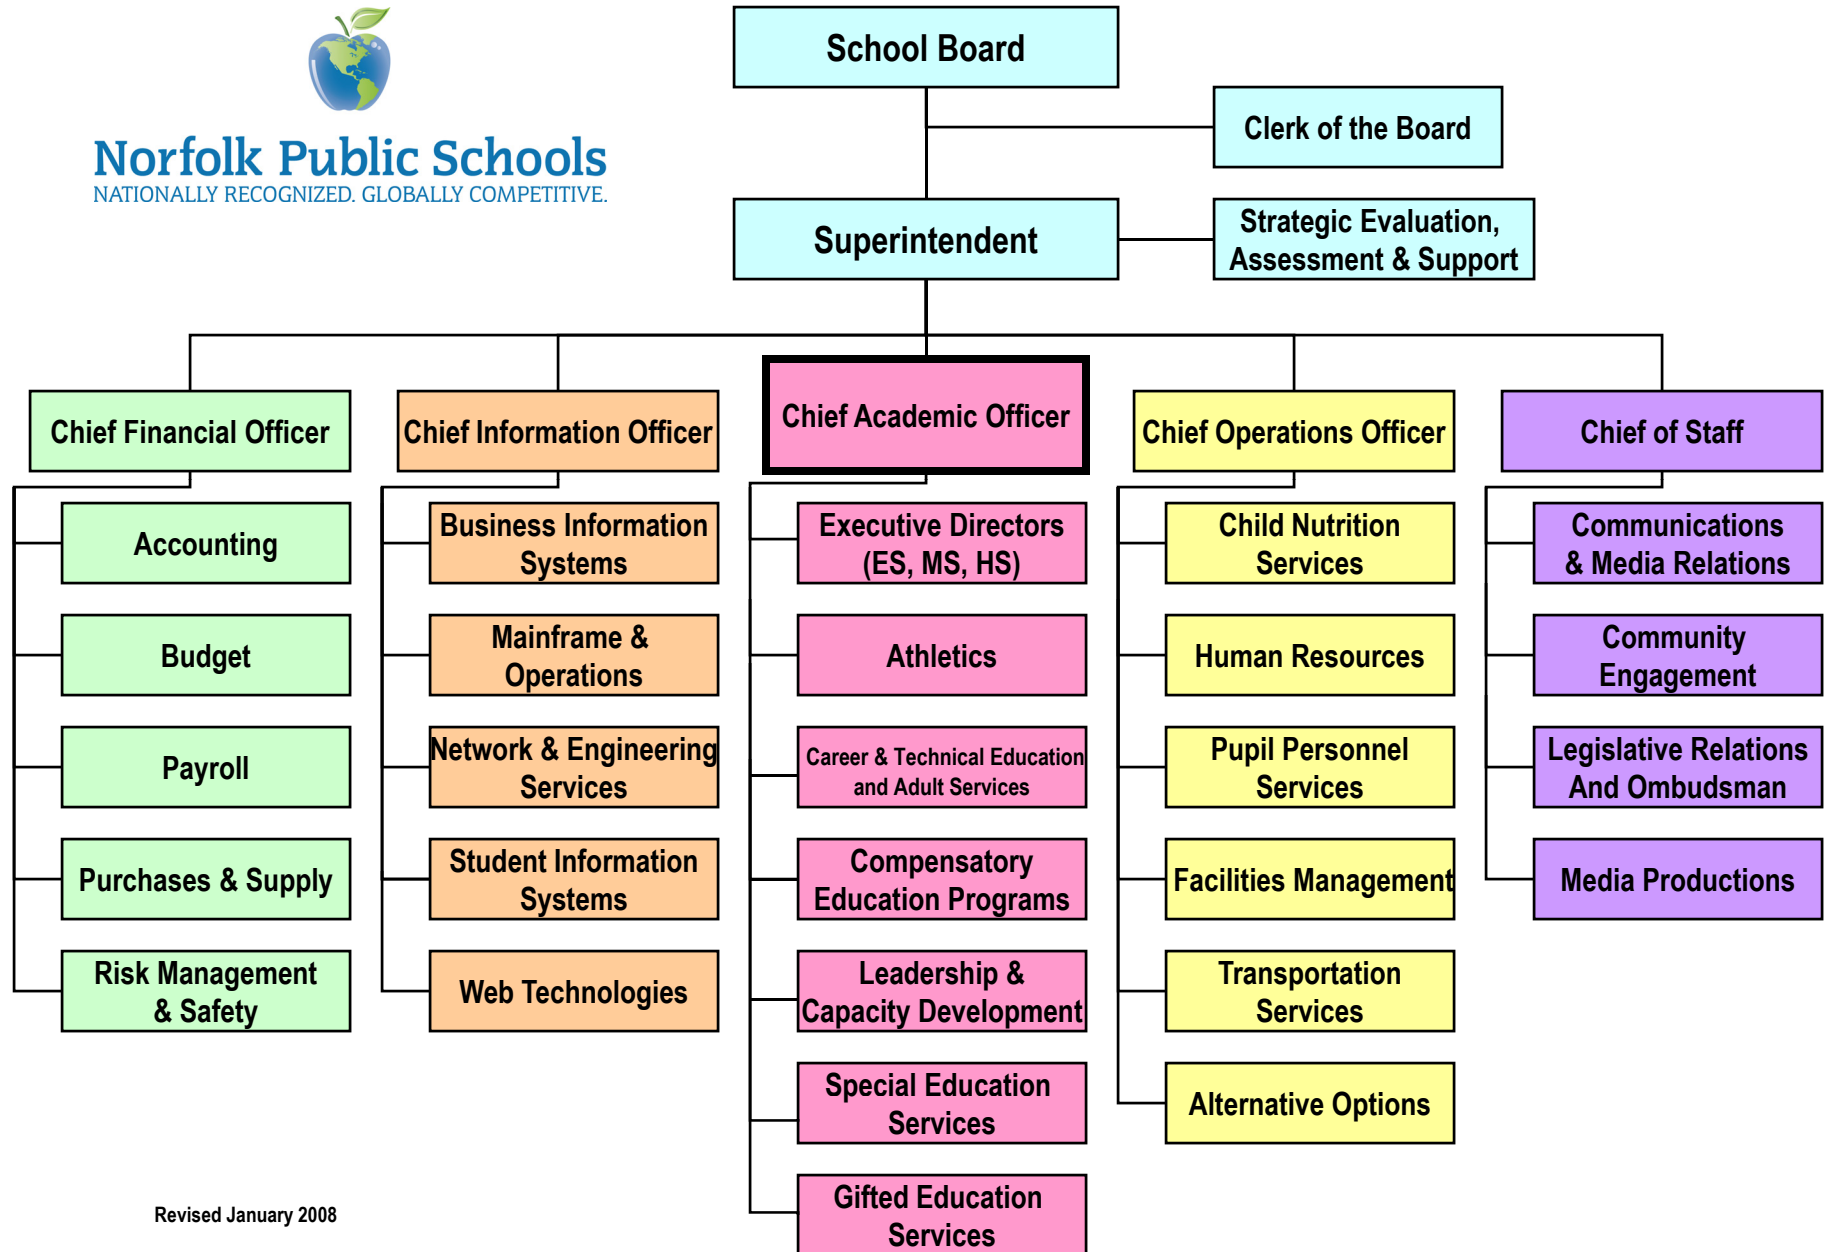 School Board
Clerk of the Board
Norfolk Public Schools
NATIONALLY RECOGNIZED. GLOBALLY COMPETITIVE.
Superintendent
Strategic Evaluation,
Assessment & Support
Chief Financial Officer
Accounting
Budget
Payroll
Purchases & Supply
Risk Management
& Safety
Chief Information Officer
Business Information
Systems
Mainframe &
Operations
Network & Engineering
Services
Student Information
Systems
Web Technologies
Chief Academic Officer
Executive Directors
(ES, MS, HS)
Athletics
Career & Technical Education
and Adult Services
Compensatory
Education Programs
Leadership &
Capacity Development
Special Education
Services
Gifted Education
Services
Chief Operations Officer
Child Nutrition
Services
Human Resources
Pupil Personnel
Services
Facilities Management
Transportation
Services
Alternative Options
Chief of Staff
Communications
& Media Relations
Community
Engagement
Legislative Relations
And Ombudsman
Media Productions
Revised January 2008